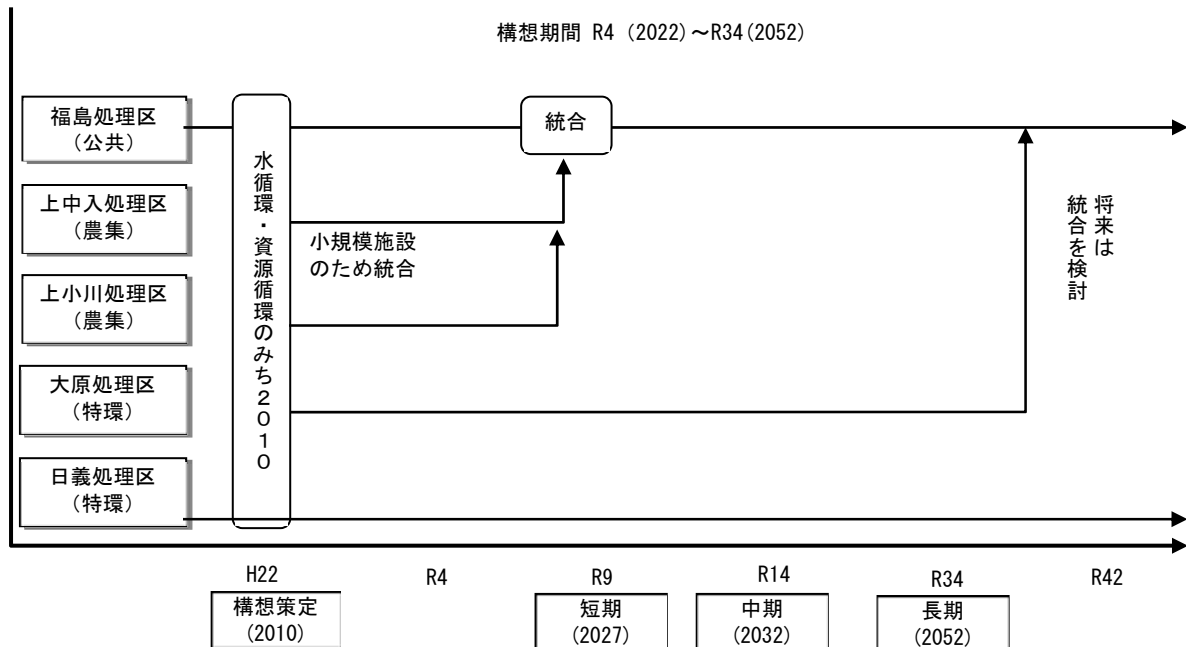 構想期間 R4 (2022)～R34(2052)
福島処理区
(公共)
上中入処理区
(農集)
上小川処理区
(農集)
大原処理区
(特環)
日義処理区
(特環)
水循環・資源循環のみち2010
統合
小規模施設
のため統合
将来は
統合を検討
H22
R4
R9
R14
R34
R42
構想策定
(2010)
短期
(2027)
中期
(2032)
長期
(2052)